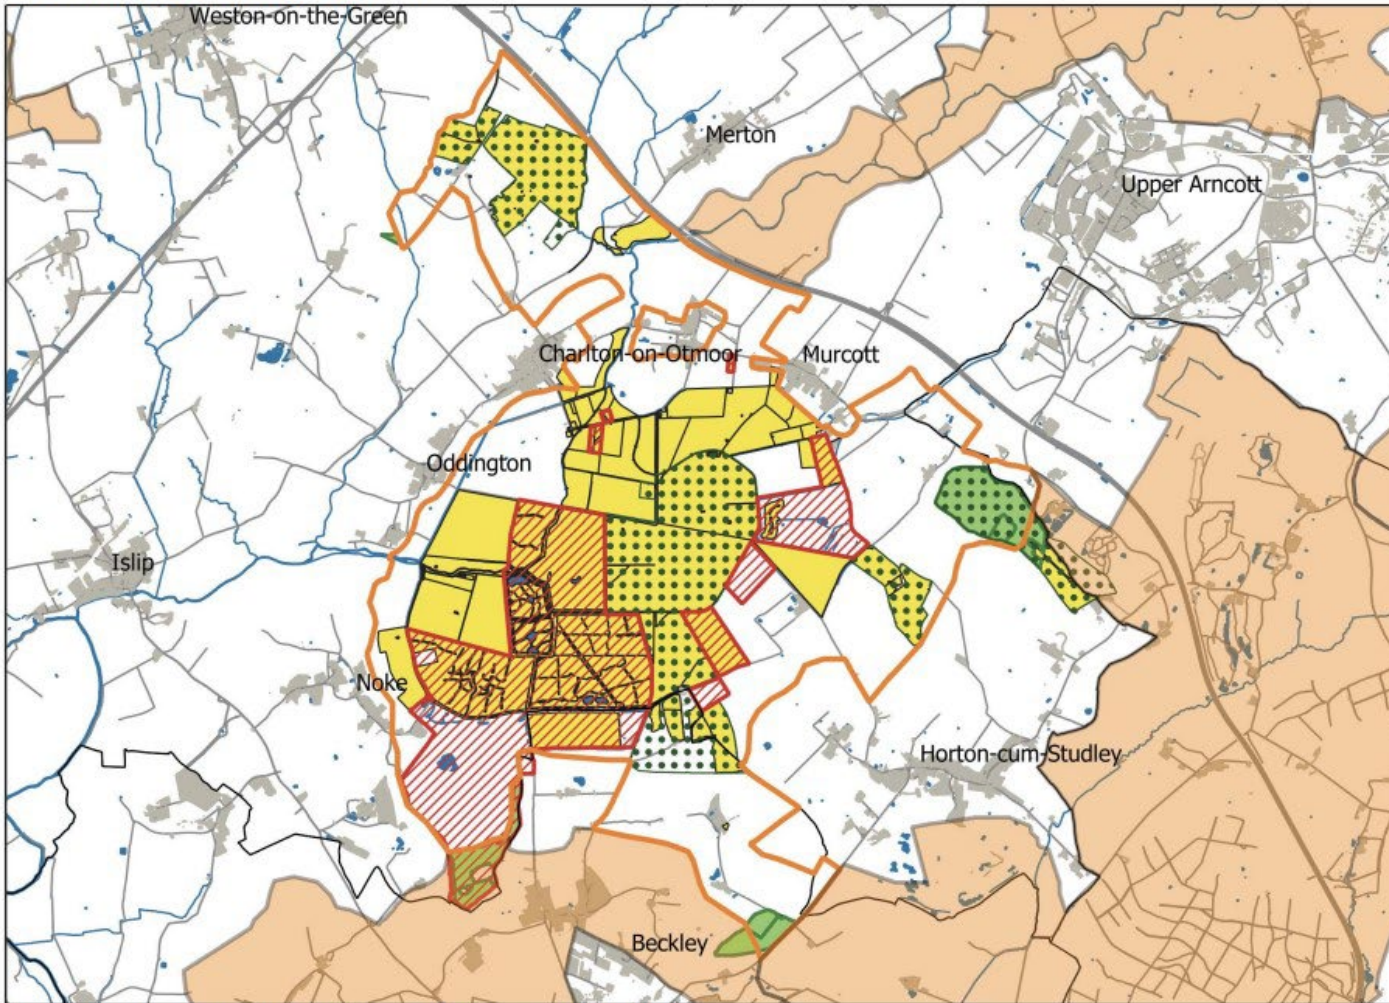 Weston-on-the-Green
Merton
Upper Arncott
Charlton-on-Otmoor
Murcott
Oddington
Islip
Noke
Horton-cum-Studley
Beckley